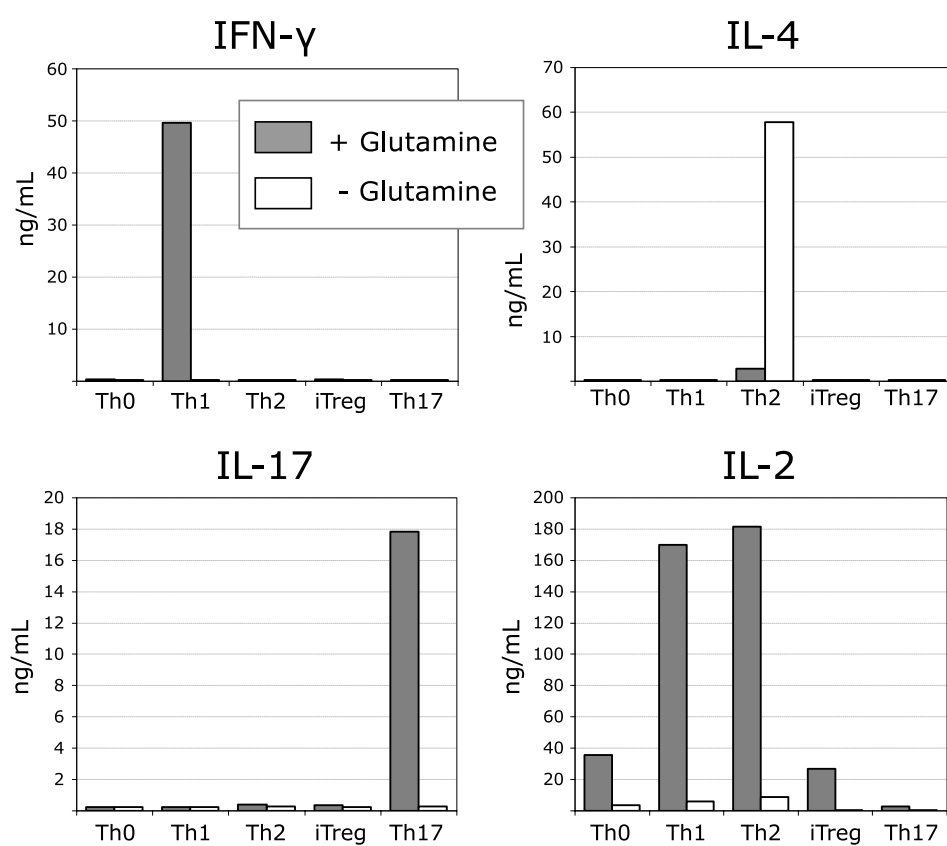 IFN-γ
60
50
40
30
20
10
ng/mL
Th0 Th1 Th2 iTreg Th17
+ Glutamine
- Glutamine
IL-4
70
60
50
40
30
20
10
ng/mL
Th0 Th1 Th2 iTreg Th17
IL-17
20
18
16
14
12
10
8
6
4
2
ng/mL
Th0 Th1 Th2 iTreg Th17
IL-2
200
180
160
140
120
100
80
60
40
20
ng/mL
Th0 Th1 Th2 iTreg Th17